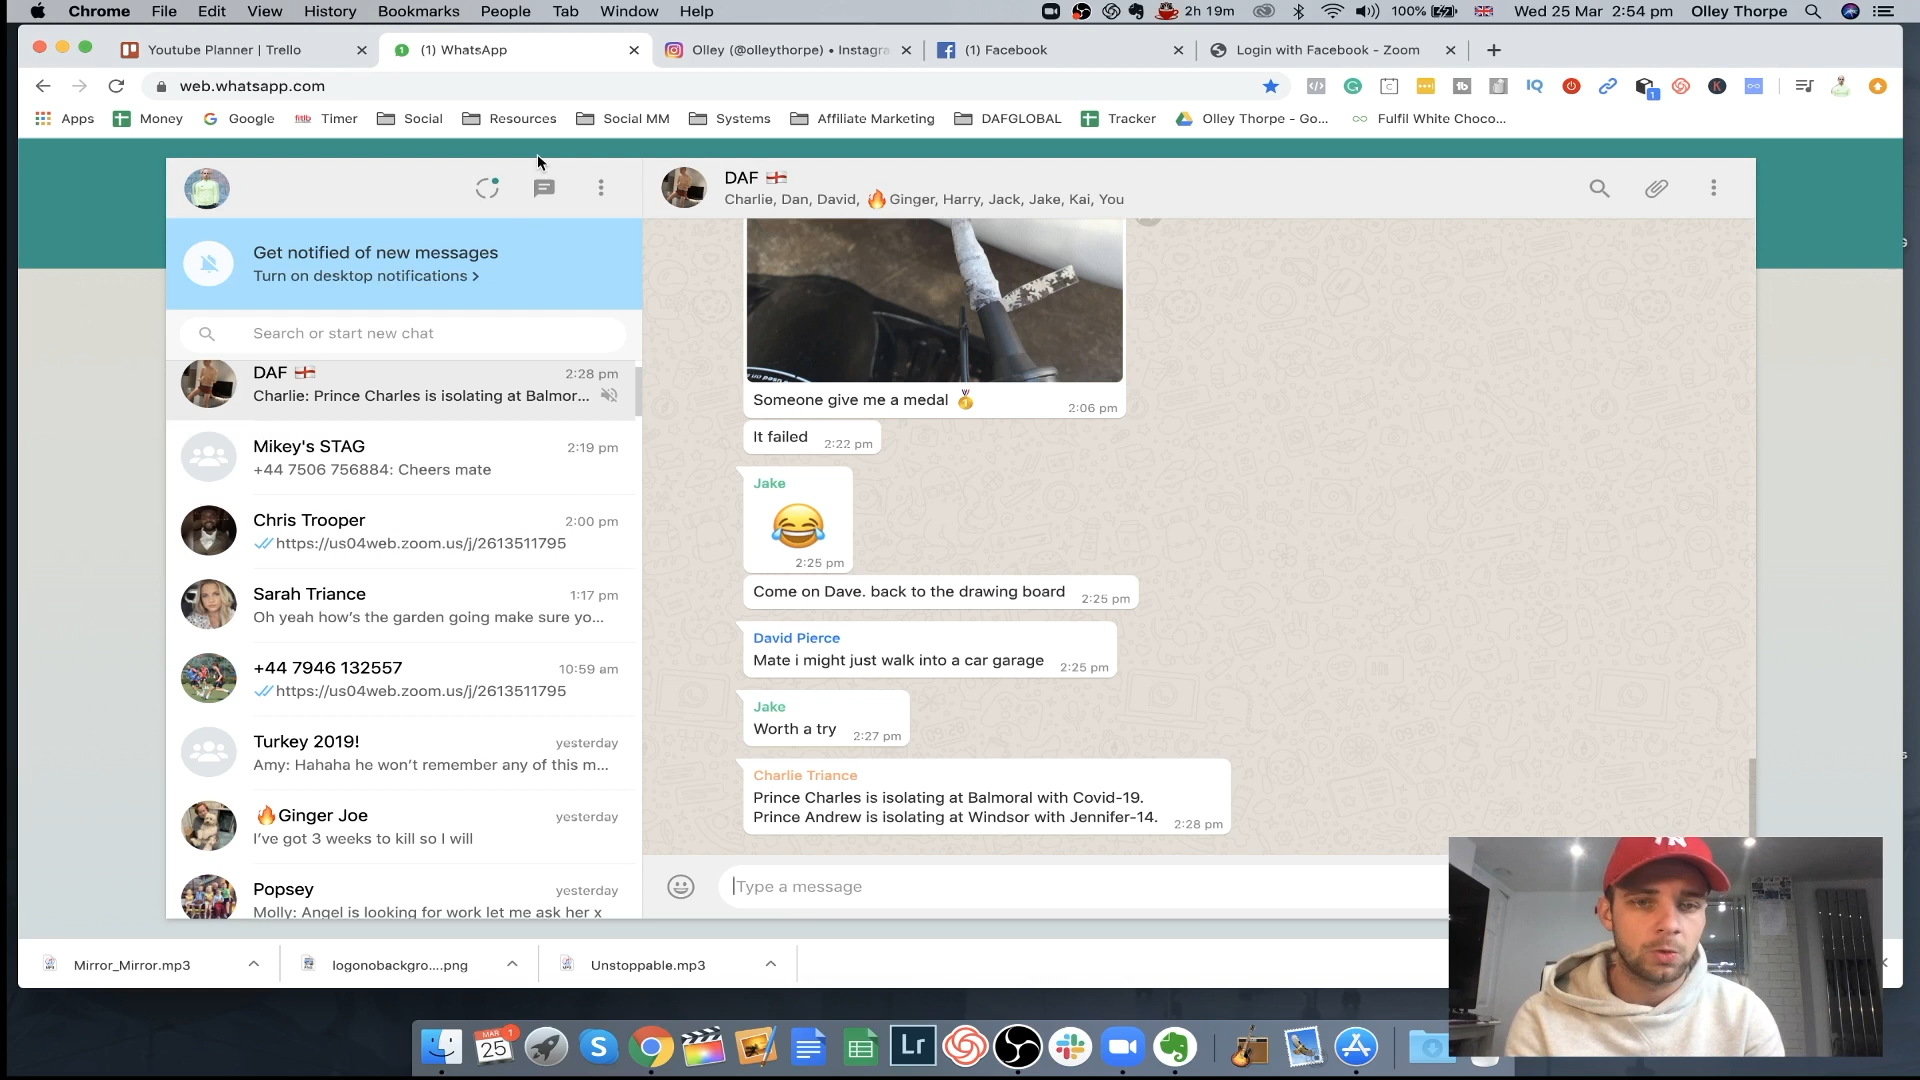 Chrome File Edit View History Bookmarks People Tab Window Help 2h 19m 100% Wed 25 Mar 2:54 pm Olley Thorpe
Youtube Planner | Trello (1) WhatsApp Olley (@olleythorpe) • Instagra (1) Facebook Login with Facebook - Zoom
web.whatsapp.com
Apps Money Google Timer Social Resources Social MM Systems Affiliate Marketing DAFGLOBAL Tracker Olley Thorpe - Go... Fulfil White Choco...
Get notified of new messages
Turn on desktop notifications >
Search or start new chat
DAF 2:28 pm
Charlie: Prince Charles is isolating at Balmor...
Mikey's STAG 2:19 pm
+44 7506 756884: Cheers mate
Chris Trooper 2:00 pm
https://us04web.zoom.us/j/2613511795
Sarah Triance 1:17 pm
Oh yeah how's the garden going make sure yo...
+44 7946 132557 10:59 am
https://us04web.zoom.us/j/2613511795
Turkey 2019! yesterday
Amy: Hahaha he won't remember any of this m...
🔥Ginger Joe yesterday
I've got 3 weeks to kill so I will
Popsey yesterday
Molly: Angel is looking for work let me ask her x
DAF
Charlie, Dan, David, 🔥Ginger, Harry, Jack, Jake, Kai, You
Someone give me a medal 🏅 2:06 pm
It failed 2:22 pm
Jake
😂
2:25 pm
Come on Dave. back to the drawing board 2:25 pm
David Pierce
Mate i might just walk into a car garage 2:25 pm
Jake
Worth a try 2:27 pm
Charlie Triance
Prince Charles is isolating at Balmoral with Covid-19.
Prince Andrew is isolating at Windsor with Jennifer-14. 2:28 pm
Type a message
Mirror_Mirror.mp3 logonobackgro....png Unstoppable.mp3
MAR 1
25
Lr